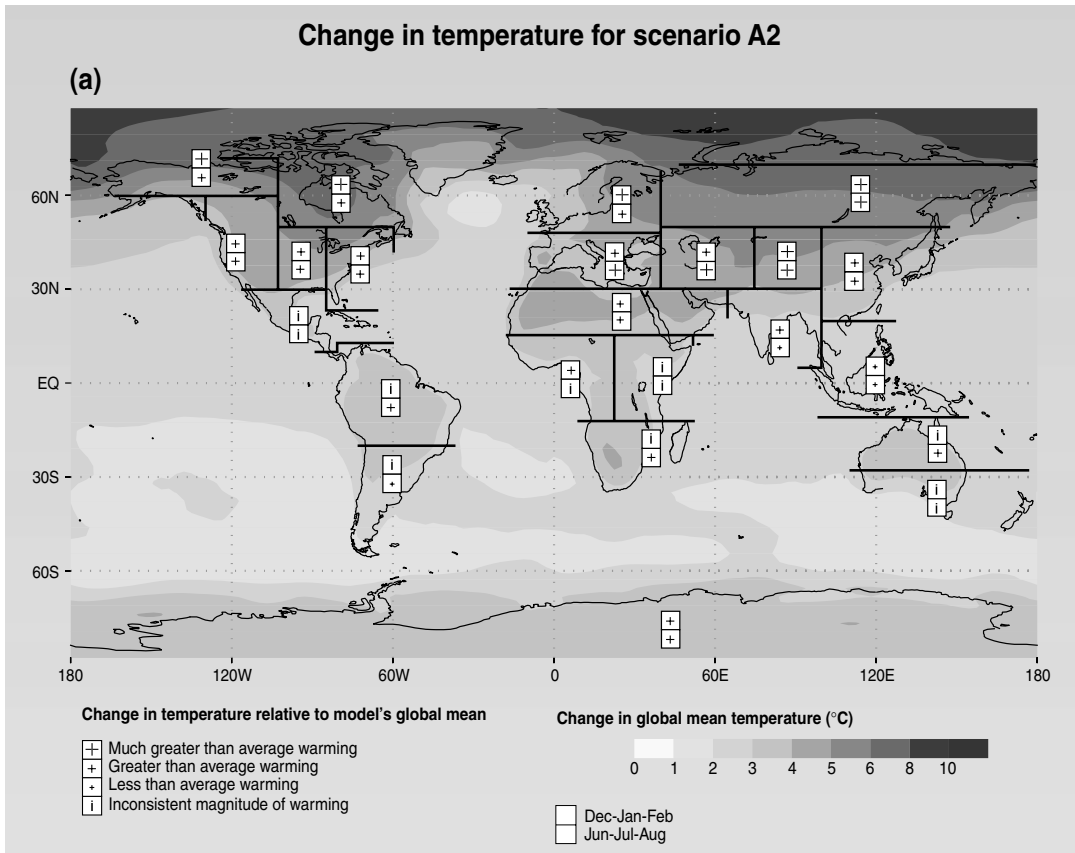 Change in temperature for scenario A2
(a)
60N
30N
EQ
30S
60S
180 120W 60W 0 60E 120E 180
i
i
i
i
i
i
i
i
i
i
i
i
Change in temperature relative to model's global mean
+ Much greater than average warming
+ Greater than average warming
+ Less than average warming
i Inconsistent magnitude of warming
Change in global mean temperature (°C)
0 1 2 3 4 5 6 8 10
Dec-Jan-Feb
Jun-Jul-Aug